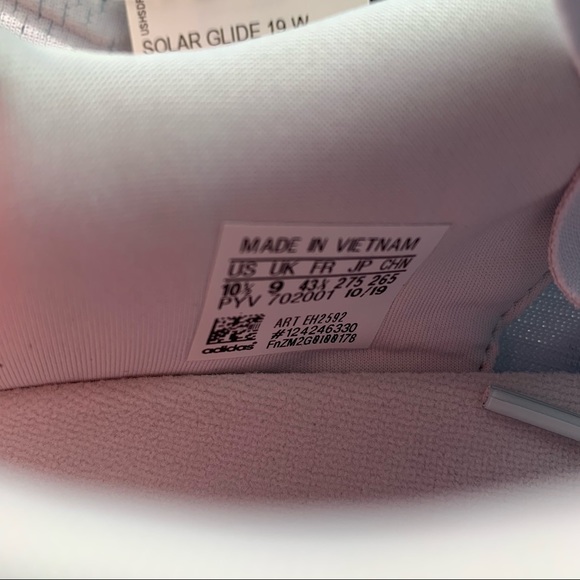 SOLAR GLIDE 19 W
MADE IN VIETNAM
US UK FR JP CHN
10½ 9 43⅓ 275 265
PYV 702001 10/19
ART EH2592
#124246330
FnZM2G0100178
adidas